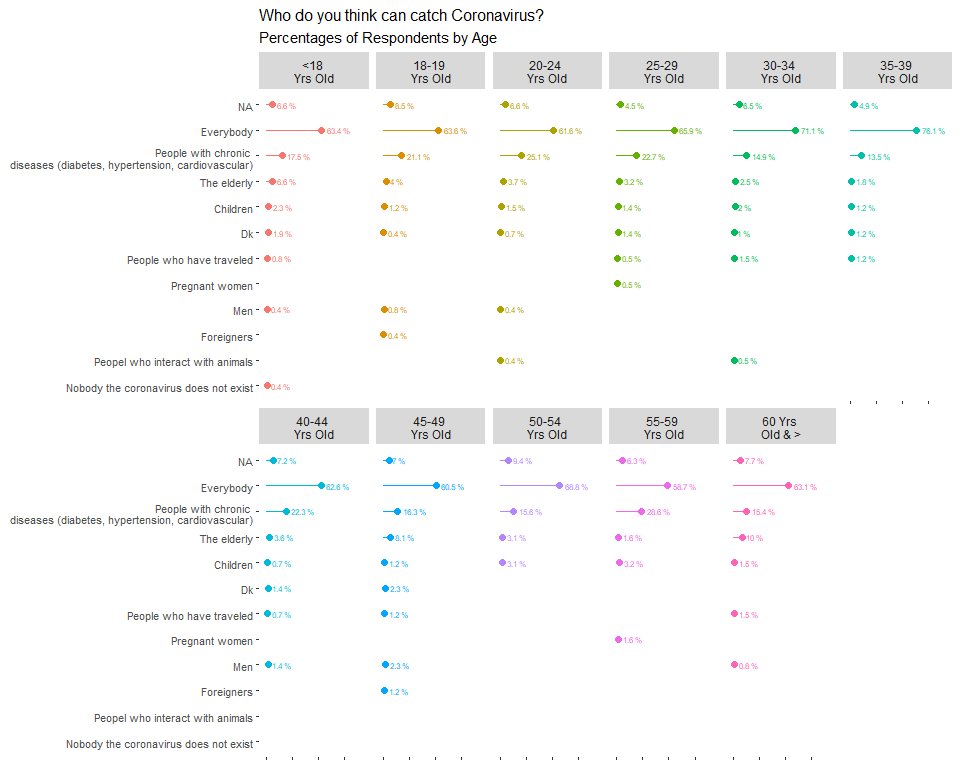 Who do you think can catch Coronavirus?
Percentages of Respondents by Age
<18
Yrs Old
18-19
Yrs Old
20-24
Yrs Old
25-29
Yrs Old
30-34
Yrs Old
35-39
Yrs Old
NA
6.6 %
6.5 %
6.6 %
4.5 %
6.5 %
4.9 %
Everybody
63.4 %
63.6 %
61.6 %
65.9 %
71.1 %
76.1 %
People with chronic
diseases (diabetes, hypertension, cardiovascular)
17.5 %
21.1 %
25.1 %
22.7 %
14.9 %
13.5 %
The elderly
6.6 %
4 %
3.7 %
3.2 %
2.5 %
1.8 %
Children
2.3 %
1.2 %
1.5 %
1.4 %
2 %
1.2 %
Dk
1.9 %
0.4 %
0.7 %
1.4 %
1 %
1.2 %
People who have traveled
0.8 %
0.5 %
1.5 %
1.2 %
Pregnant women
0.5 %
Men
0.4 %
0.8 %
0.4 %
Foreigners
0.4 %
Peopel who interact with animals
0.4 %
0.5 %
Nobody the coronavirus does not exist
0.4 %
40-44
Yrs Old
45-49
Yrs Old
50-54
Yrs Old
55-59
Yrs Old
60 Yrs
Old & >
NA
7.2 %
7 %
9.4 %
6.3 %
7.7 %
Everybody
62.6 %
60.5 %
68.8 %
58.7 %
63.1 %
People with chronic
diseases (diabetes, hypertension, cardiovascular)
22.3 %
16.3 %
15.6 %
28.6 %
15.4 %
The elderly
3.6 %
8.1 %
3.1 %
1.6 %
10 %
Children
0.7 %
1.2 %
3.1 %
3.2 %
1.5 %
Dk
1.4 %
2.3 %
People who have traveled
0.7 %
1.2 %
1.5 %
Pregnant women
1.6 %
Men
1.4 %
2.3 %
0.8 %
Foreigners
1.2 %
Peopel who interact with animals
Nobody the coronavirus does not exist